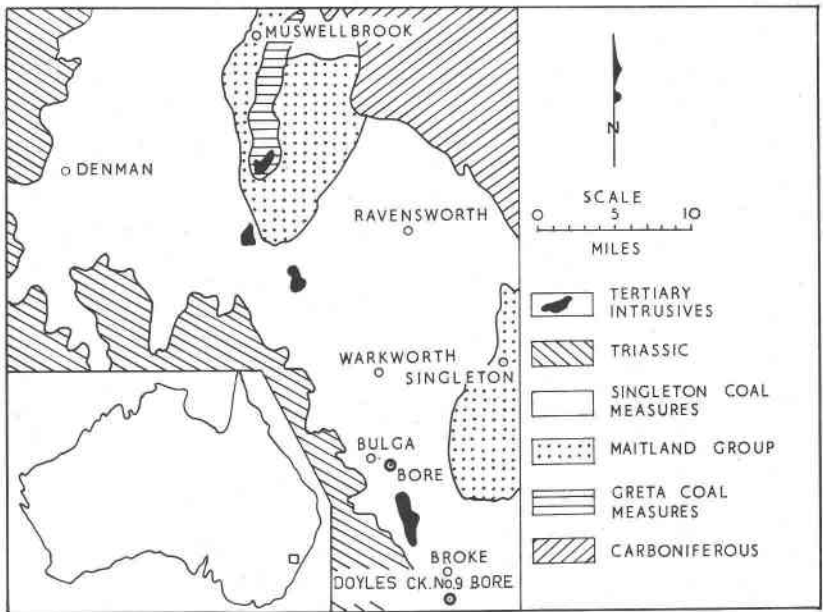 MUSWELLBROOK
DENMAN
RAVENSWORTH
WARKWORTH
SINGLETON
BULGA
BORE
BROKE
DOYLES CK. No. 9 BORE
N
SCALE
0 5 10
MILES
TERTIARY
INTRUSIVES
TRIASSIC
SINGLETON COAL
MEASURES
MAITLAND GROUP
GRETA COAL
MEASURES
CARBONIFEROUS